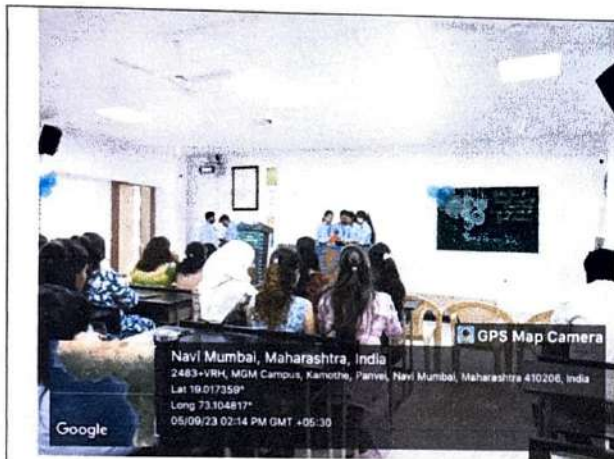 GPS Map Camera
Navi Mumbai, Maharashtra, India
2483+VRH, MGM Campus, Kamothe, Panvel, Navi Mumbai, Maharashtra 410206, India
Lat 19.017359°
Long 73.104817°
05/09/23 02:14 PM GMT +05:30
Google